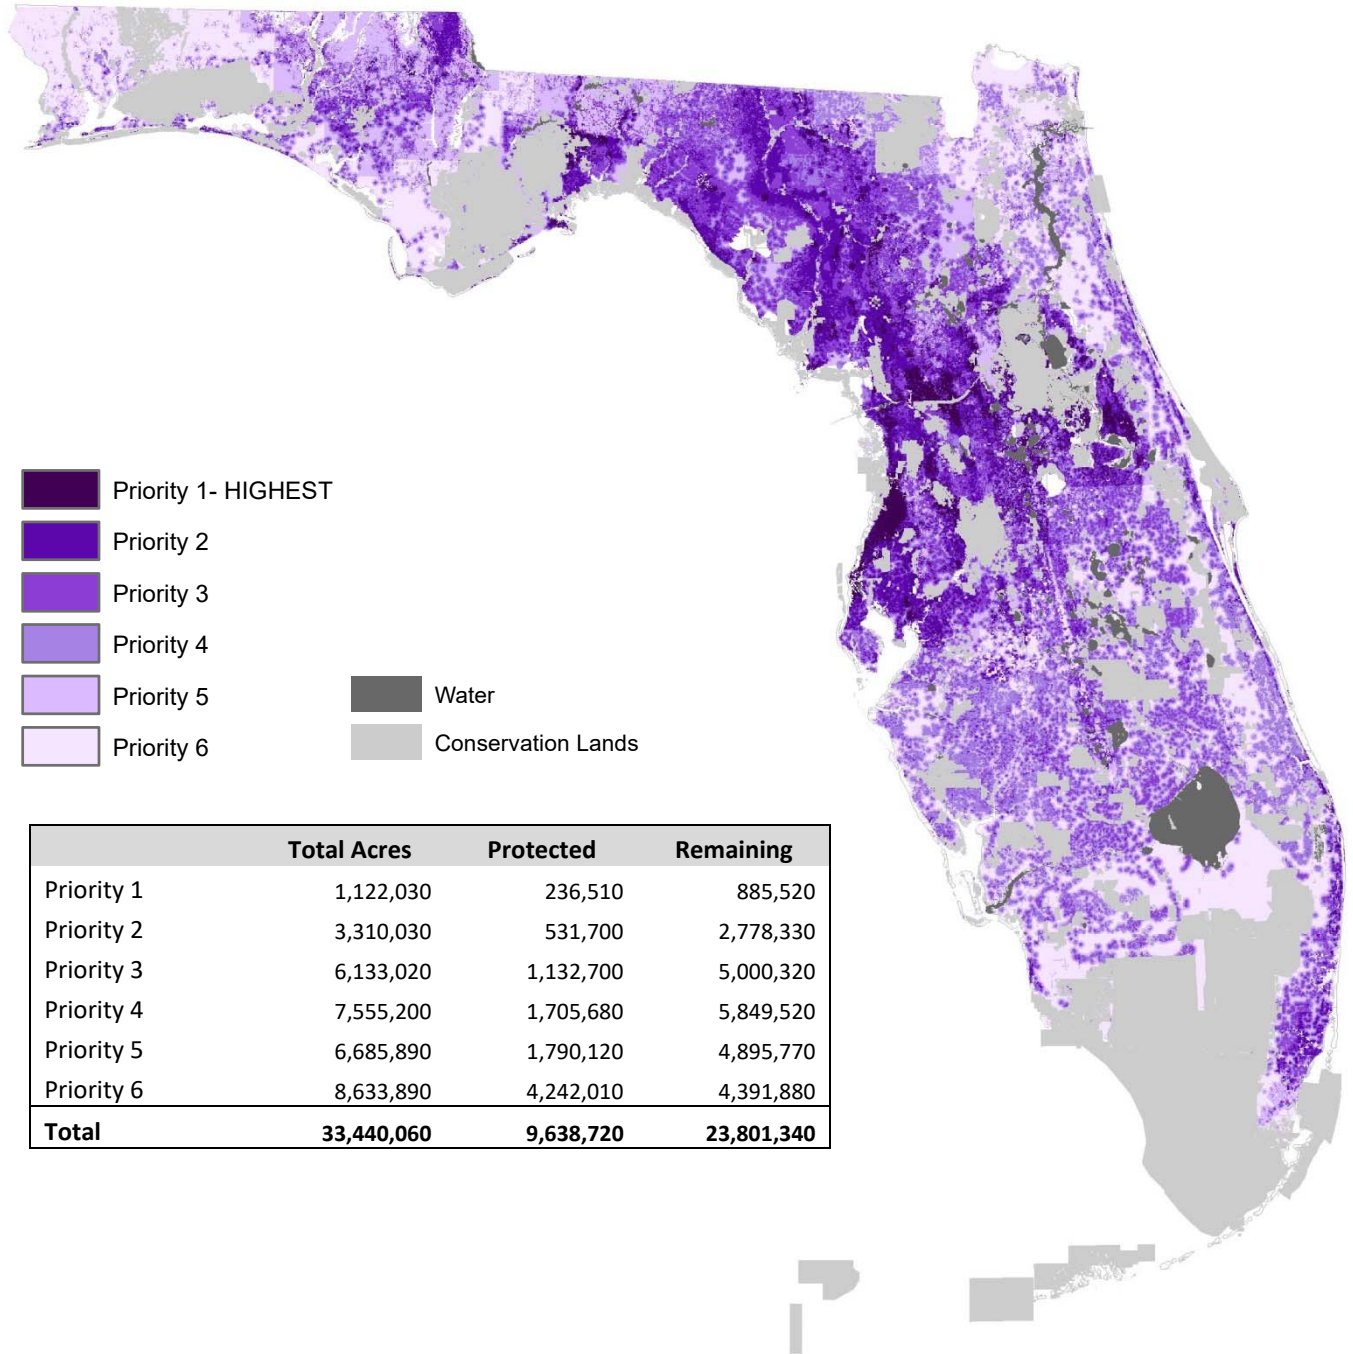 Priority 1- HIGHEST
Priority 2
Priority 3
Priority 4
Priority 5
Priority 6
Water
Conservation Lands
Total Acres Protected Remaining
Priority 1 1,122,030 236,510 885,520
Priority 2 3,310,030 531,700 2,778,330
Priority 3 6,133,020 1,132,700 5,000,320
Priority 4 7,555,200 1,705,680 5,849,520
Priority 5 6,685,890 1,790,120 4,895,770
Priority 6 8,633,890 4,242,010 4,391,880
Total 33,440,060 9,638,720 23,801,340